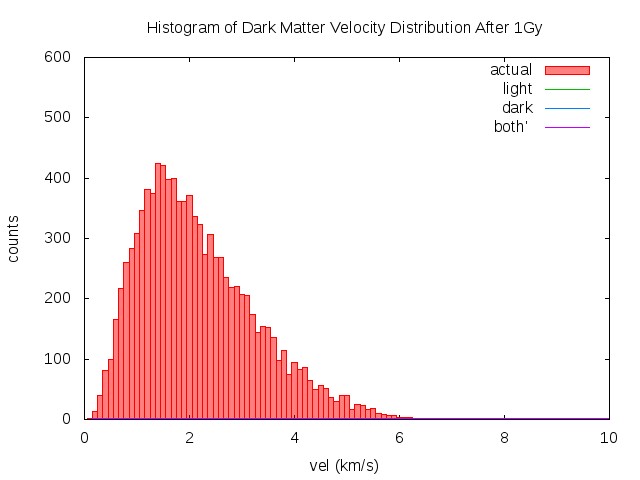 Histogram of Dark Matter Velocity Distribution After 1Gy
600
500
400
300
200
100
0
counts
actual
light
dark
both'
0 2 4 6 8 10
vel (km/s)